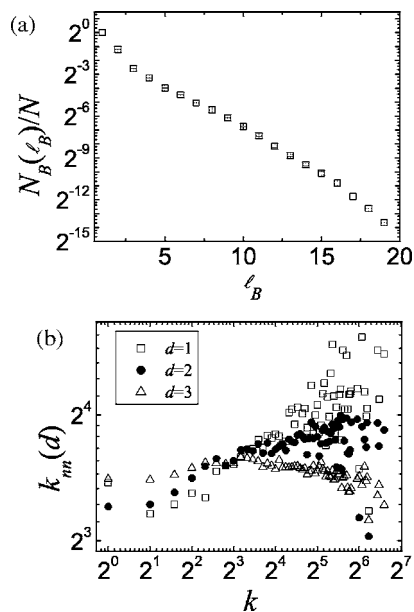 (a)
2^0
2^-3
2^-6
2^-9
2^-12
2^-15
N_B(ℓ_B)/N
5 10 15 20
ℓ_B
(b)
d=1
d=2
d=3
2^4
2^3
k_nn(d)
2^0 2^1 2^2 2^3 2^4 2^5 2^6 2^7
k